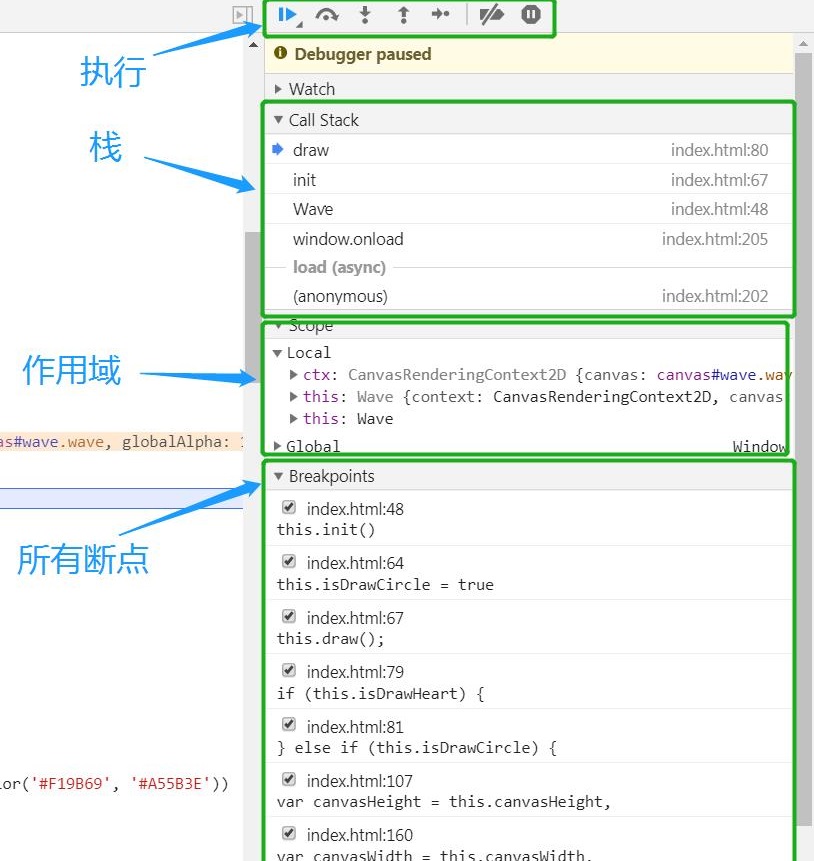 执行
Debugger paused
Watch
栈
Call Stack
draw index.html:80
init index.html:67
Wave index.html:48
window.onload index.html:205
load (async)
(anonymous) index.html:202
Scope
作用域
Local
ctx: CanvasRenderingContext2D {canvas: canvas#wave.wav
this: Wave {context: CanvasRenderingContext2D, canvas
this: Wave
as#wave.wave, globalAlpha: 1
Global Window
所有断点
Breakpoints
index.html:48
this.init()
index.html:64
this.isDrawCircle = true
index.html:67
this.draw();
index.html:79
if (this.isDrawHeart) {
index.html:81
} else if (this.isDrawCircle) {
lor('#F19B69', '#A55B3E'))
index.html:107
var canvasHeight = this.canvasHeight,
index.html:160
var canvasWidth = this.canvasWidth,